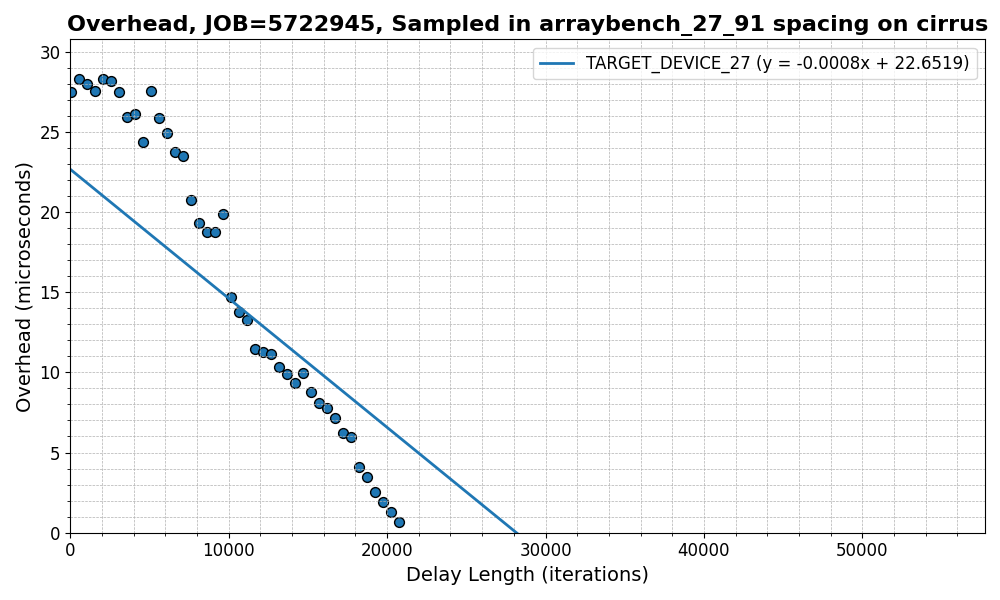 Overhead, JOB=5722945, Sampled in arraybench_27_91 spacing on cirrus
TARGET_DEVICE_27 (y = -0.0008x + 22.6519)
Overhead (microseconds)
30
25
20
15
10
5
0
0 10000 20000 30000 40000 50000
Delay Length (iterations)